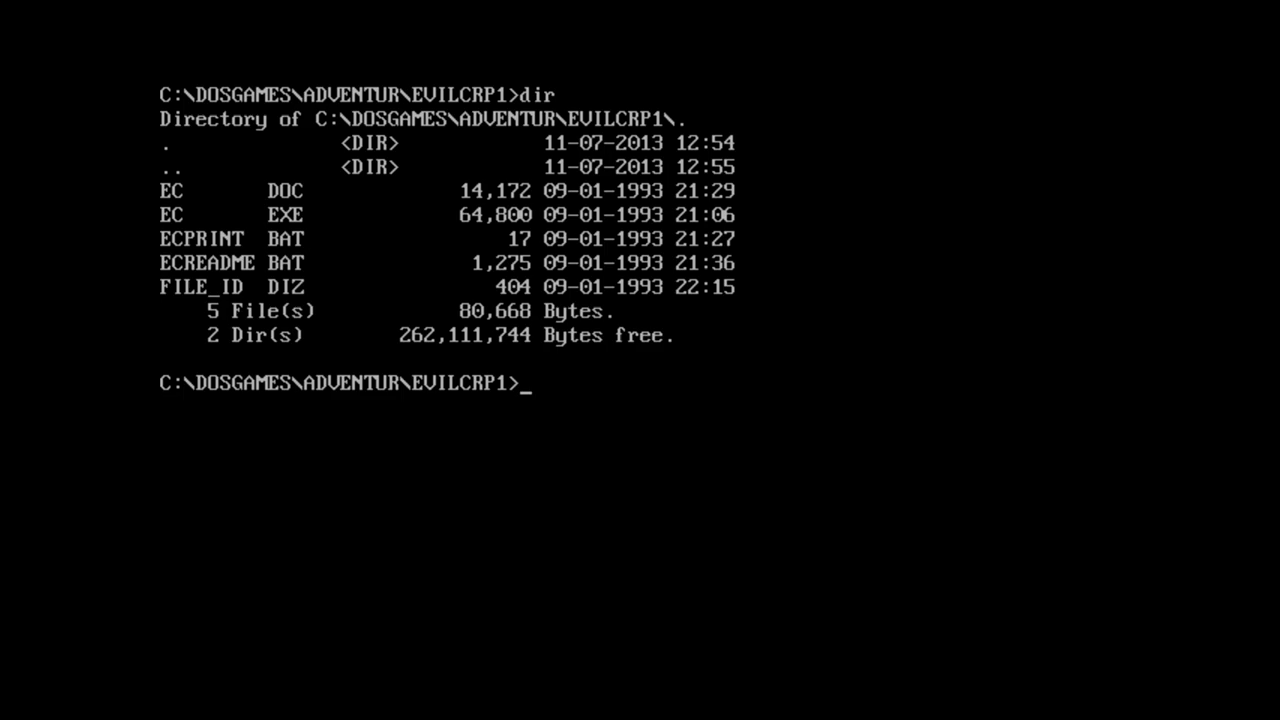 C:\DOSGAMES\ADVENTUR\EVILCRP1>dir
Directory of C:\DOSGAMES\ADVENTUR\EVILCRP1\.
. <DIR> 11-07-2013 12:54
.. <DIR> 11-07-2013 12:55
EC DOC 14,172 09-01-1993 21:29
EC EXE 64,800 09-01-1993 21:06
ECPRINT BAT 17 09-01-1993 21:27
ECREADME BAT 1,275 09-01-1993 21:36
FILE_ID DIZ 404 09-01-1993 22:15
5 File(s) 80,668 Bytes.
2 Dir(s) 262,111,744 Bytes free.
C:\DOSGAMES\ADVENTUR\EVILCRP1>_